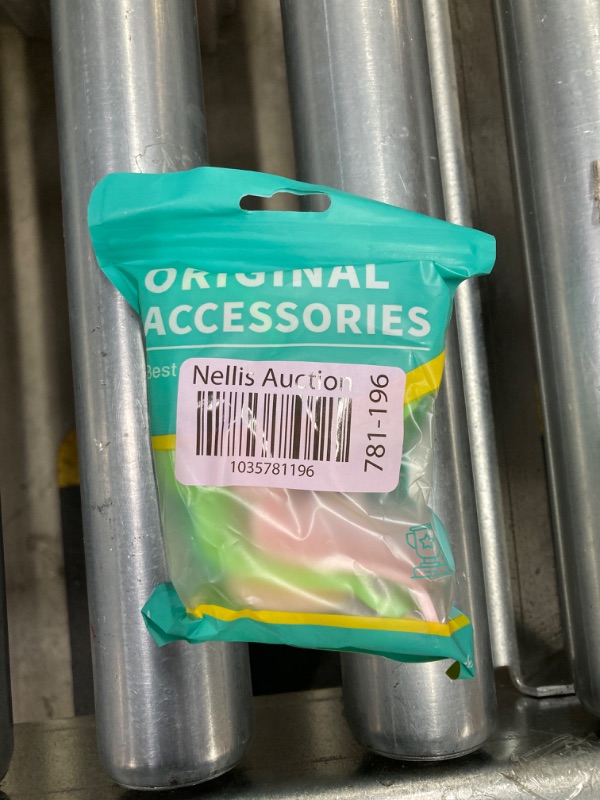 ORIGINAL
ACCESSORIES
Best
Nellis Auction
1035781196
781-196